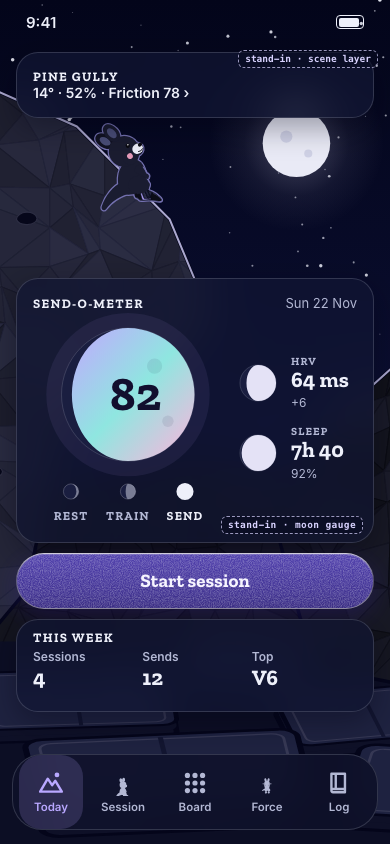 9:41
stand-in · scene layer
PINE GULLY
14° · 52% · Friction 78 ›
SEND-O-METER
Sun 22 Nov
82
HRV
64 ms
+6
SLEEP
7h 40
92%
REST TRAIN SEND
stand-in · moon gauge
Start session
THIS WEEK
Sessions Sends Top
4 12 V6
Today Session Board Force Log